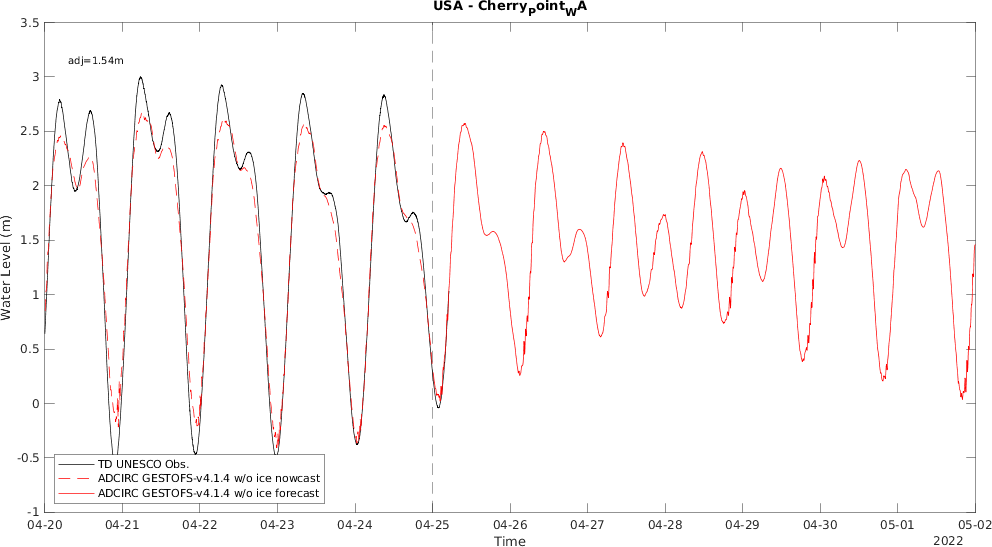 USA - Cherry_Point_WA
3.5
adj=1.54m
3
2.5
2
1.5
1
0.5
0
-0.5
-1
Water Level (m)
TD UNESCO Obs.
ADCIRC GESTOFS-v4.1.4 w/o ice nowcast
ADCIRC GESTOFS-v4.1.4 w/o ice forecast
04-20 04-21 04-22 04-23 04-24 04-25 04-26 04-27 04-28 04-29 04-30 05-01 05-02
Time
2022